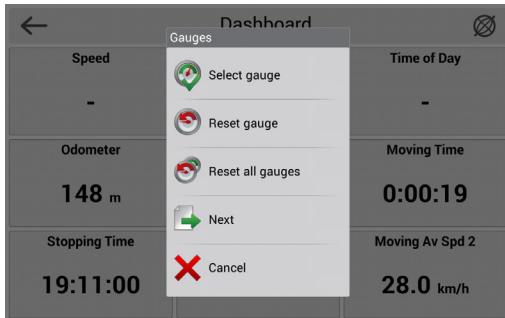 Dashboard
Gauges
Speed
-
Time of Day
-
Select gauge
Reset gauge
Reset all gauges
Next
Cancel
Odometer
148 m
Moving Time
0:00:19
Stopping Time
19:11:00
Moving Av Spd 2
28.0 km/h